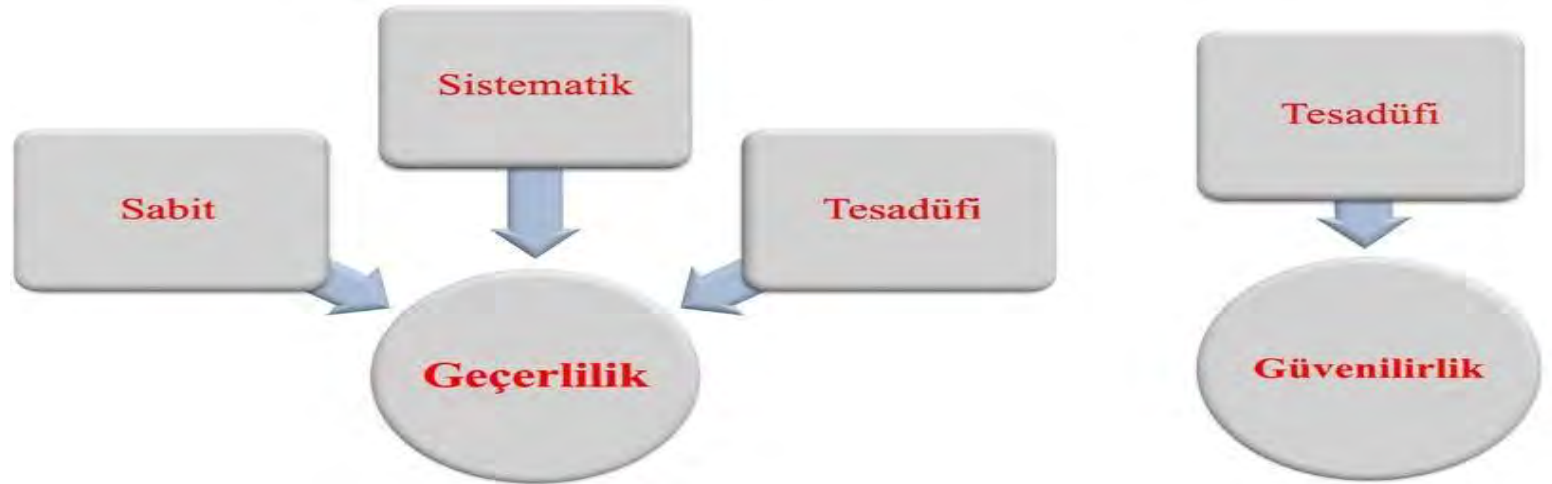 Sistematik
Sabit
Tesadüfi
Geçerlilik
Tesadüfi
Güvenilirlik